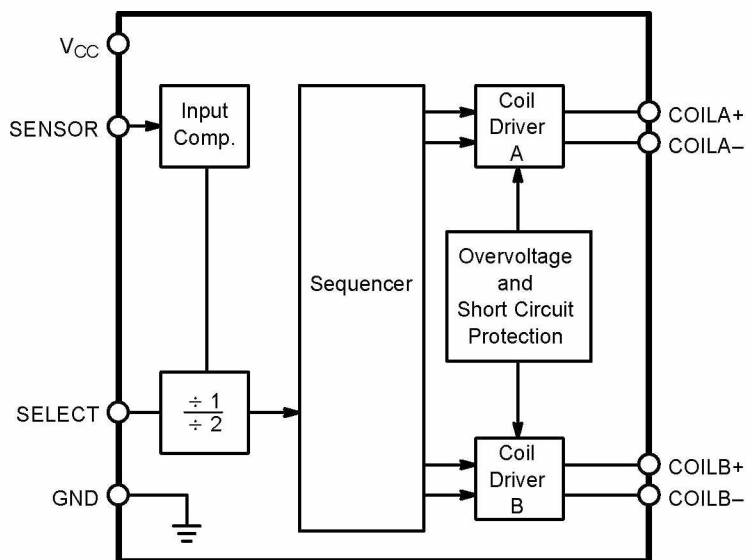 VCC
SENSOR
SELECT
GND
Input
Comp.
÷ 1
÷ 2
Sequencer
Coil
Driver
A
Overvoltage
and
Short Circuit
Protection
Coil
Driver
B
COILA+
COILA–
COILB+
COILB–